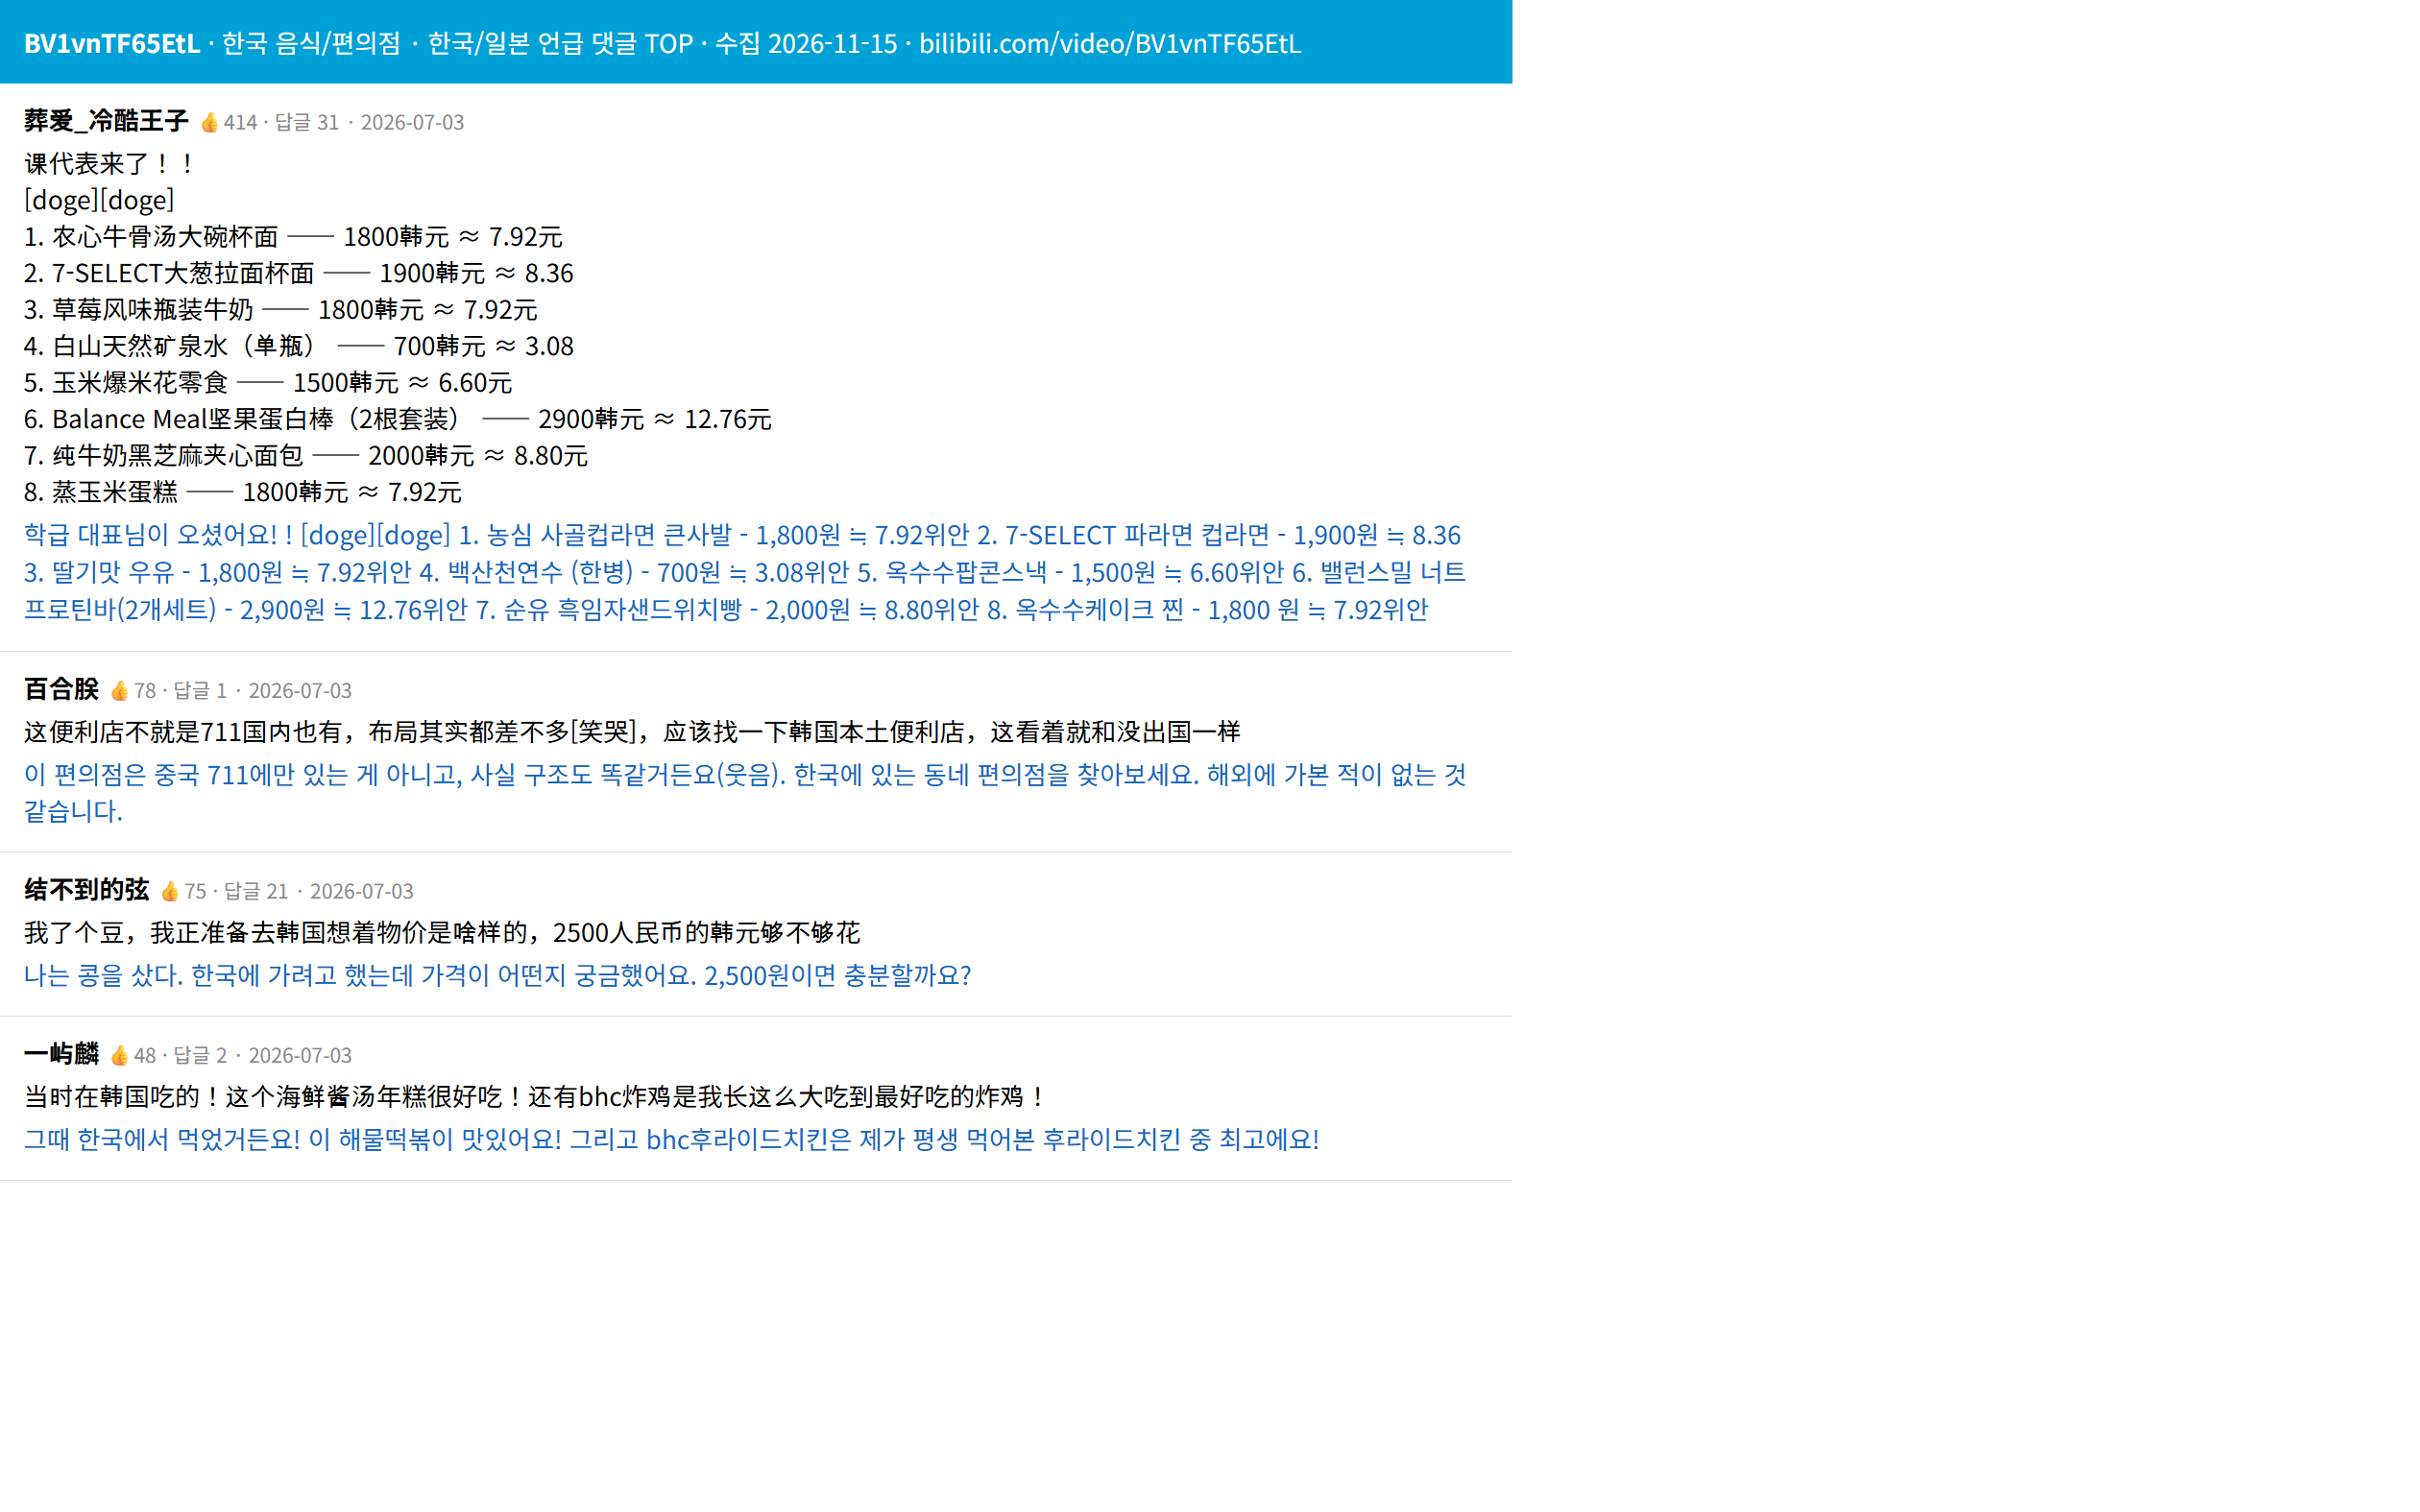 BV1vnTF65EtL · 한국 음식/편의점 · 한국/일본 언급 댓글 TOP · 수집 2026-11-15 · bilibili.com/video/BV1vnTF65EtL
葬爱_冷酷王子 👍 414 · 답글 31 · 2026-07-03
课代表来了！！
[doge][doge]
1. 农心牛骨汤大碗杯面 —— 1800韩元 ≈ 7.92元
2. 7-SELECT大葱拉面杯面 —— 1900韩元 ≈ 8.36
3. 草莓风味瓶装牛奶 —— 1800韩元 ≈ 7.92元
4. 白山天然矿泉水（单瓶） —— 700韩元 ≈ 3.08
5. 玉米爆米花零食 —— 1500韩元 ≈ 6.60元
6. Balance Meal坚果蛋白棒（2根套装） —— 2900韩元 ≈ 12.76元
7. 纯牛奶黑芝麻夹心面包 —— 2000韩元 ≈ 8.80元
8. 蒸玉米蛋糕 —— 1800韩元 ≈ 7.92元
학급 대표님이 오셨어요! ! [doge][doge] 1. 농심 사골컵라면 큰사발 - 1,800원 ≒ 7.92위안 2. 7-SELECT 파라면 컵라면 - 1,900원 ≒ 8.36
3. 딸기맛 우유 - 1,800원 ≒ 7.92위안 4. 백산천연수 (한병) - 700원 ≒ 3.08위안 5. 옥수수팝콘스낵 - 1,500원 ≒ 6.60위안 6. 밸런스밀 너트
프로틴바(2개세트) - 2,900원 ≒ 12.76위안 7. 순유 흑임자샌드위치빵 - 2,000원 ≒ 8.80위안 8. 옥수수케이크 찐 - 1,800 원 ≒ 7.92위안
百合朕 👍 78 · 답글 1 · 2026-07-03
这便利店不就是711国内也有，布局其实都差不多[笑哭]，应该找一下韩国本土便利店，这看着就和没出国一样
이 편의점은 중국 711에만 있는 게 아니고, 사실 구조도 똑같거든요(웃음). 한국에 있는 동네 편의점을 찾아보세요. 해외에 가본 적이 없는 것
같습니다.
结不到的弦 👍 75 · 답글 21 · 2026-07-03
我了个豆，我正准备去韩国想着物价是啥样的，2500人民币的韩元够不够花
나는 콩을 샀다. 한국에 가려고 했는데 가격이 어떤지 궁금했어요. 2,500원이면 충분할까요?
一屿麟 👍 48 · 답글 2 · 2026-07-03
当时在韩国吃的！这个海鲜酱汤年糕很好吃！还有bhc炸鸡是我长这么大吃到最好吃的炸鸡！
그때 한국에서 먹었거든요! 이 해물떡볶이 맛있어요! 그리고 bhc후라이드치킨은 제가 평생 먹어본 후라이드치킨 중 최고에요!